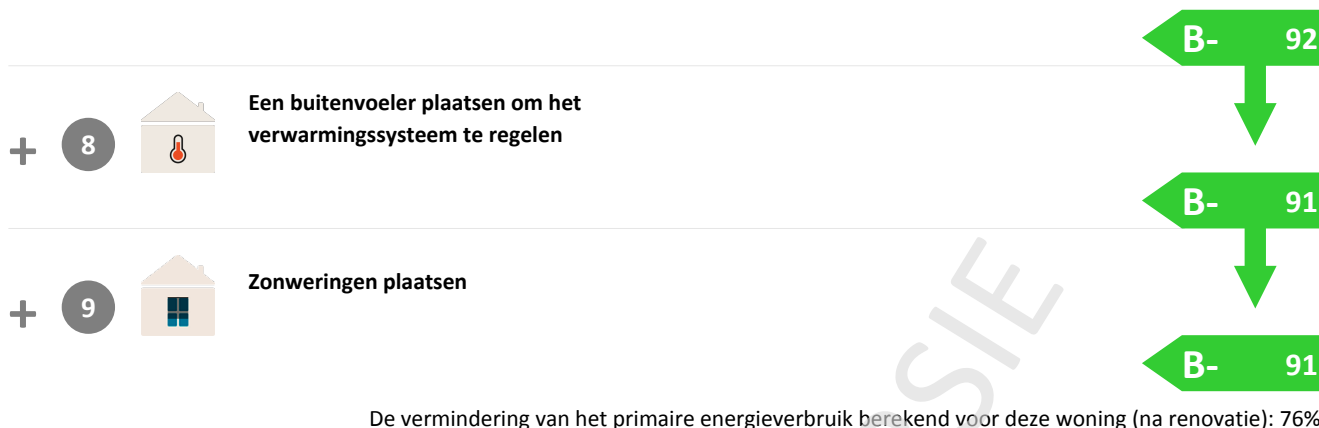 B- 92
Een buitenvoeler plaatsen om het
verwarmingssysteem te regelen
+ 8
B- 91
Zonweringen plaatsen
+ 9
B- 91
SIE
De vermindering van het primaire energieverbruik berekend voor deze woning (na renovatie): 76%